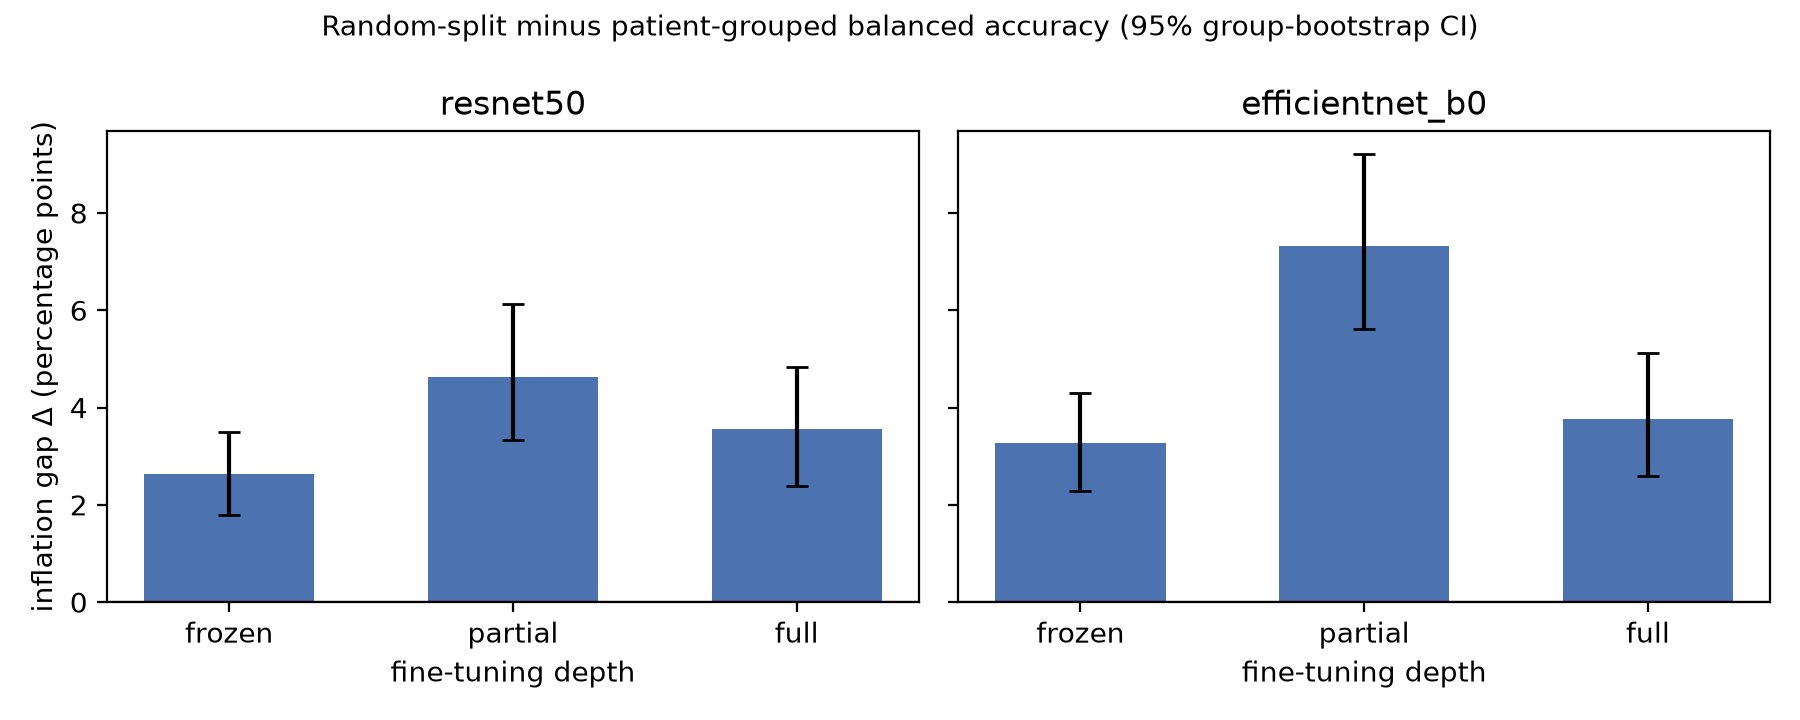 Random-split minus patient-grouped balanced accuracy (95% group-bootstrap CI)
resnet50
efficientnet_b0
inflation gap Δ (percentage points)
8
6
4
2
0
frozen partial full
frozen partial full
fine-tuning depth
fine-tuning depth